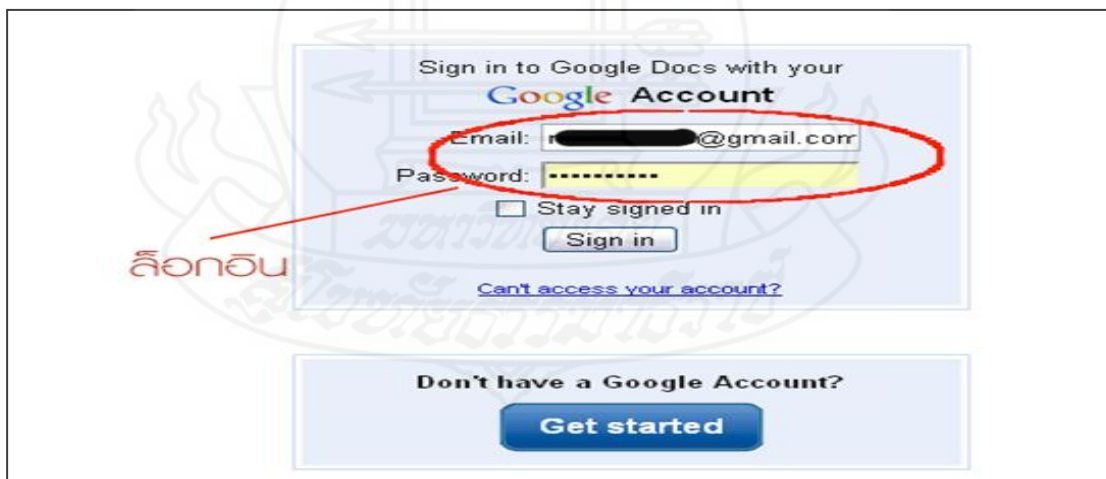 Sign in to Google Docs with your
Google Account
Email: r @gmail.com
Password: ••••••••••
Stay signed in
Sign in
ล็อกอิน
Can't access your account?
Don't have a Google Account?
Get started